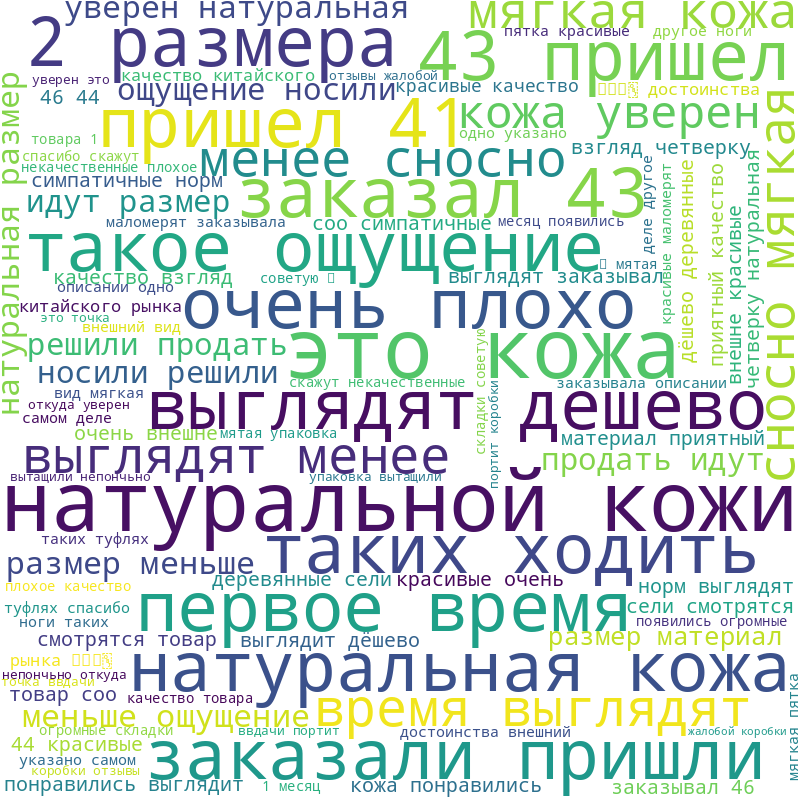 уверен натуральная
мягкая кожа
2 размера
43 пришел
пятка красивые
другое ноги
уверен это
качество китайского
отзывы жалобой
46 44
ощущение носили
красивые качество
достоинства
пришел 41
кожа уверен
товара 1
одно указано
спасибо скажут
менее сносно
взгляд четверку
некачественные плохое
симпатичные норм
заказал 43
идут размер
маломерят заказывала
соо симпатичные
месяц появились
деле другое
натуральная размер
красивые маломерят
дёшево деревянные
приятный качество
внешне красивые
четверку натуральная
сносно мягкая
такое ощущение
мятая
качество взгляд
советую
выглядят заказывал
описании одно
китайского рынка
очень плохо
это точка
внешний вид
решили продать
это кожа
носили решили
скажут некачественные
складки советую
портит коробки
заказывала описании
вид мягкая
откуда уверен
выглядят дешево
самом деле
очень внешне
мятая упаковка
материал приятный
выглядят менее
продать идут
вытащили непончьно
упаковка вытащили
натуральной кожи
таких туфлях
таких ходить
размер меньше
деревянные сели
красивые очень
норм выглядят
плохое качество
туфлях спасибо
первое время
сели смотрятся
ноги таких
появились огромные
смотрятся товар
выглядит дёшево
размер материал
рынка
натуральная кожа
непончьно откуда
точка ввдачи
товар соо
качество товара
меньше ощущение
время выглядят
огромные складки
ввдачи портит
достоинства внешний
жалобой коробки
44 красивые
заказали пришли
указано самом
коробки отзывы
понравились выглядит
1 месяц
кожа понравились
заказывал 46
мягкая пятка